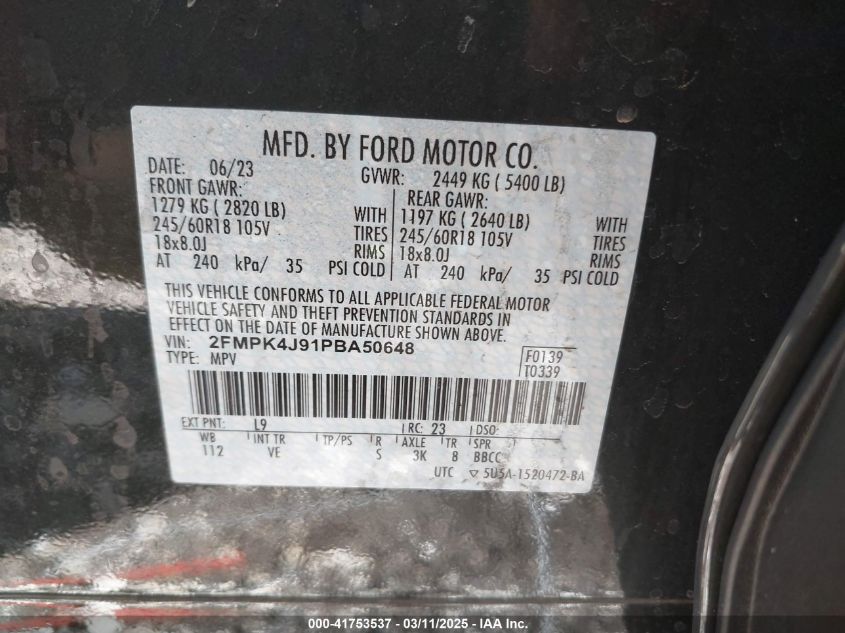 MFD. BY FORD MOTOR CO.
DATE: 06/23 GVWR: 2449 KG ( 5400 LB)
FRONT GAWR: REAR GAWR:
1279 KG ( 2820 LB) WITH 1197 KG ( 2640 LB) WITH
245/60R18 105V TIRES 245/60R18 105V TIRES
18x8.0J RIMS 18x8.0J RIMS
AT 240 kPa/ 35 PSI COLD AT 240 kPa/ 35 PSI COLD
THIS VEHICLE CONFORMS TO ALL APPLICABLE FEDERAL MOTOR
VEHICLE SAFETY AND THEFT PREVENTION STANDARDS IN
EFFECT ON THE DATE OF MANUFACTURE SHOWN ABOVE.
VIN: 2FMPK4J91PBA50648
TYPE: MPV
F0139
T0339
EXT PNT: L9 RC: 23 DSO:
WB INT TR TP/PS R AXLE TR SPR
112 VE S 3K 8 BBCC
UTC ▽ 5U5A-1520472-BA
000-41753537 - 03/11/2025 - IAA Inc.